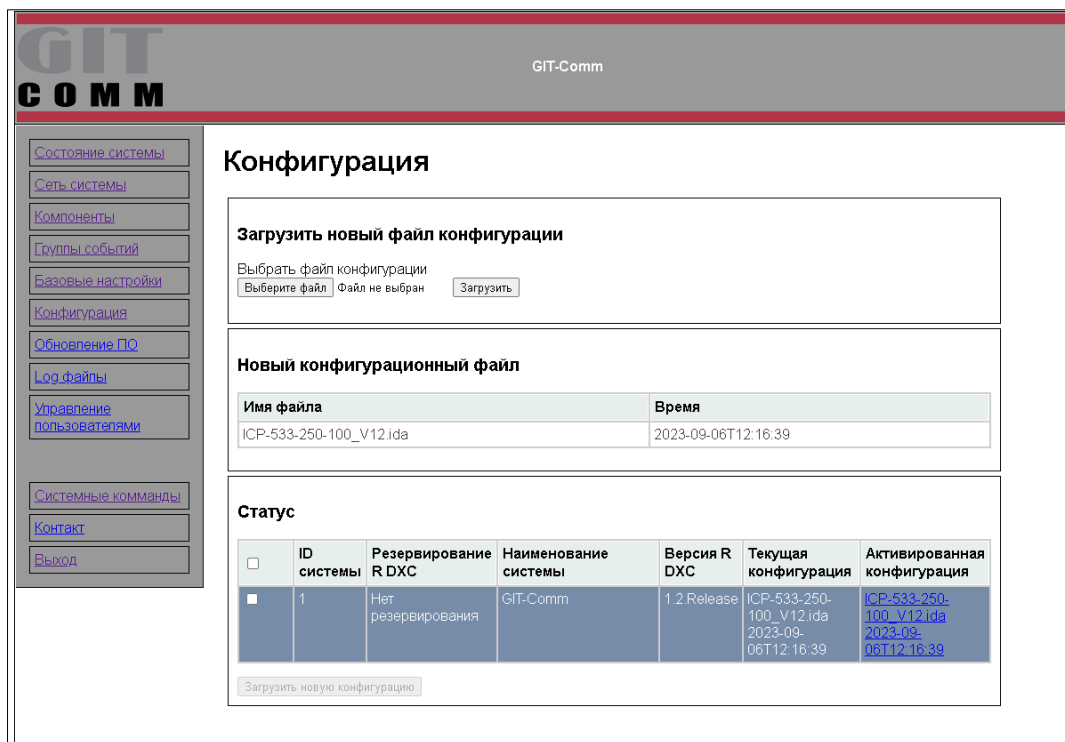 GIT
COMM
GIT-Comm
Состояние системы
Сеть системы
Компоненты
Группы событий
Базовые настройки
Конфигурация
Обновление ПО
Log файлы
Управление
пользователями
Системные комманды
Контакт
Выход
Конфигурация
Загрузить новый файл конфигурации
Выбрать файл конфигурации
Выберите файл Файл не выбран Загрузить
Новый конфигурационный файл
Имя файла Время
ICP-533-250-100_V12.ida 2023-09-06T12:16:39
Статус
ID Резервирование Наименование Версия R Текущая Активированная
системы R DXC системы DXC конфигурация конфигурация
1 Нет GIT-Comm 1.2.Release ICP-533-250- ICP-533-250-
резервирования 100_V12.ida 100_V12.ida
2023-09- 2023-09-
06T12:16:39 06T12:16:39
Загрузить новую конфигурацию